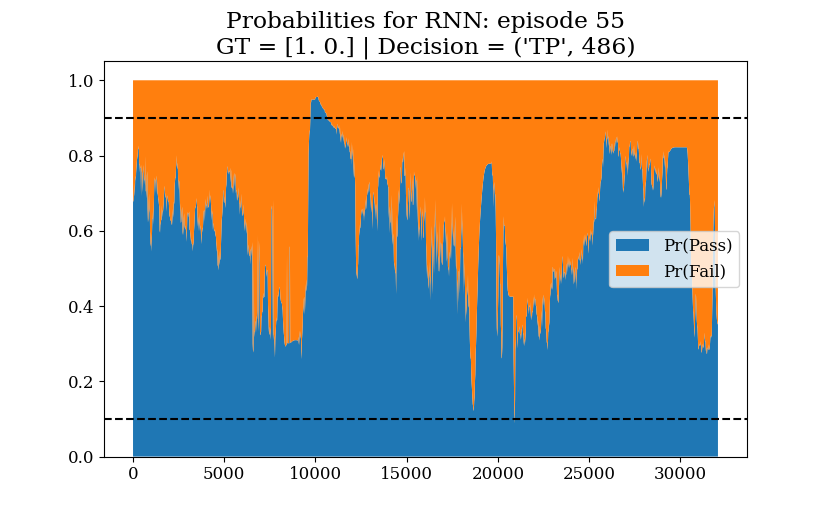 Probabilities for RNN: episode 55
GT = [1. 0.] | Decision = ('TP', 486)
1.0
0.8
0.6
0.4
0.2
0.0
Pr(Pass)
Pr(Fail)
0 5000 10000 15000 20000 25000 30000